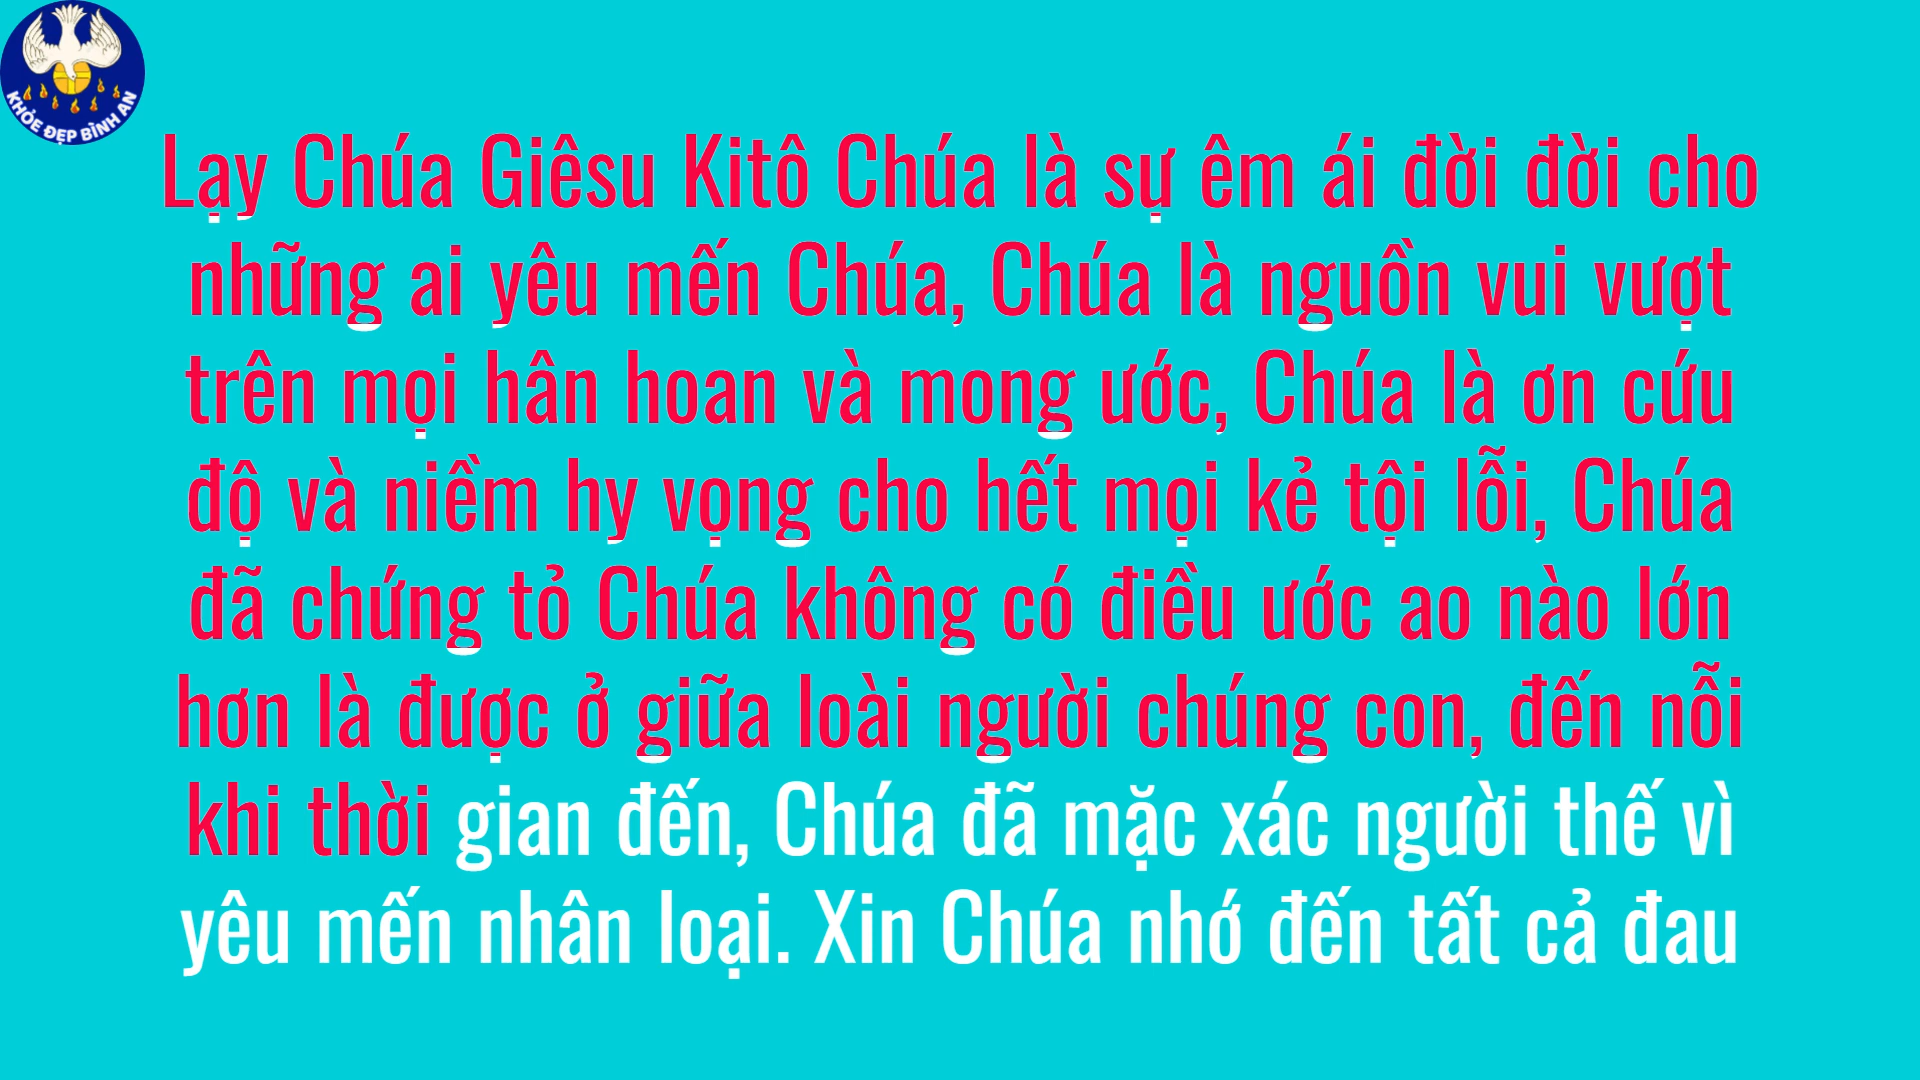 KHỎE ĐẸP BÌNH AN
Lạy Chúa Giêsu Kitô Chúa là sự êm ái đời đời cho
những ai yêu mến Chúa, Chúa là nguồn vui vượt
trên mọi hân hoan và mong ước, Chúa là ơn cứu
độ và niềm hy vọng cho hết mọi kẻ tội lỗi, Chúa
đã chứng tỏ Chúa không có điều ước ao nào lớn
hơn là được ở giữa loài người chúng con, đến nỗi
khi thời gian đến, Chúa đã mặc xác người thế vì
yêu mến nhân loại. Xin Chúa nhớ đến tất cả đau